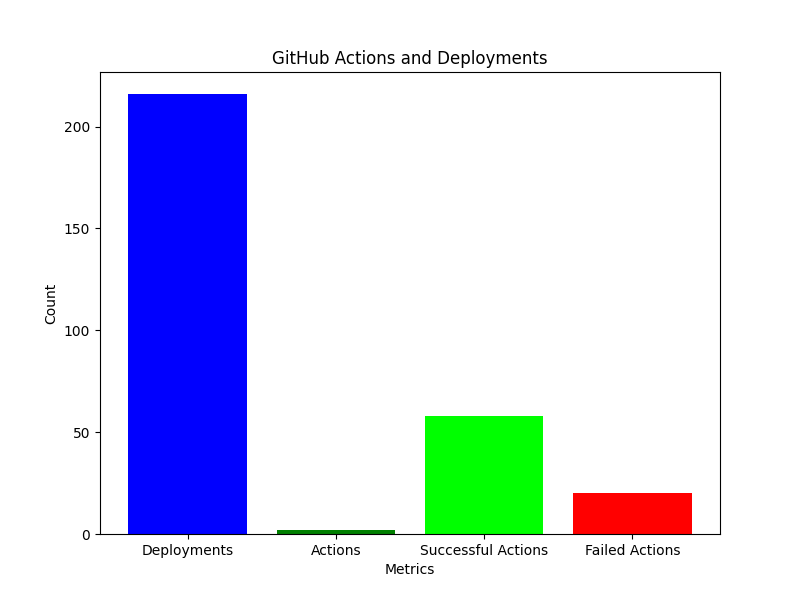 GitHub Actions and Deployments
Count
200
150
100
50
0
Deployments Actions Successful Actions Failed Actions
Metrics